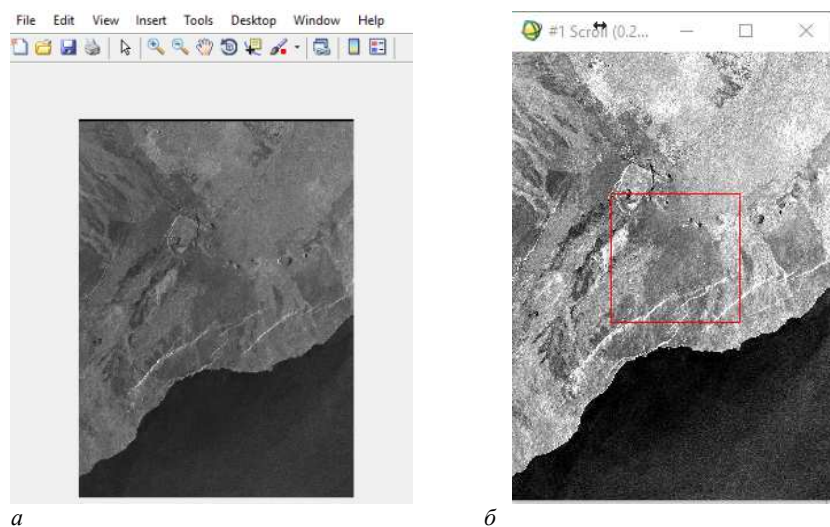 File Edit View Insert Tools Desktop Window Help
#1 Scroll (0.2...
а
б